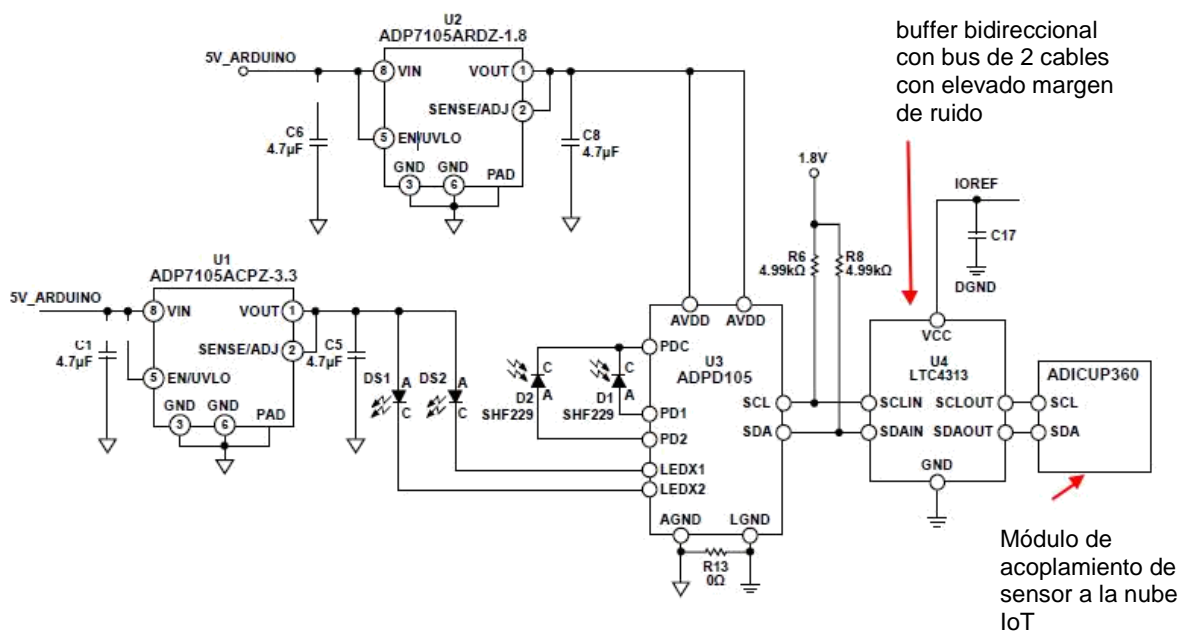 U2
ADP7105ARDZ-1.8
5V_ARDUINO
8 VIN VOUT 1
SENSE/ADJ 2
5 EN/UVLO
C6
4.7µF
C8
4.7µF
GND GND PAD
3 6
buffer bidireccional
con bus de 2 cables
con elevado margen
de ruido
1.8V
IOREF
C17
DGND
R6
4.99kΩ
R8
4.99kΩ
U1
ADP7105ACPZ-3.3
5V_ARDUINO
8 VIN VOUT 1
SENSE/ADJ 2
5 EN/UVLO
C1
4.7µF
C5
4.7µF
GND GND PAD
3 6
DS1 A
C
DS2 A
C
C
D2 A
SHF229
C
D1 A
SHF229
AVDD AVDD
PDC
U3
ADPD105
PD1
PD2
LEDX1
LEDX2
SCL
SDA
AGND LGND
R13
0Ω
VCC
U4
LTC4313
SCLIN SCLOUT
SDAIN SDAOUT
GND
ADICUP360
SCL
SDA
Módulo de
acoplamiento de
sensor a la nube
IoT